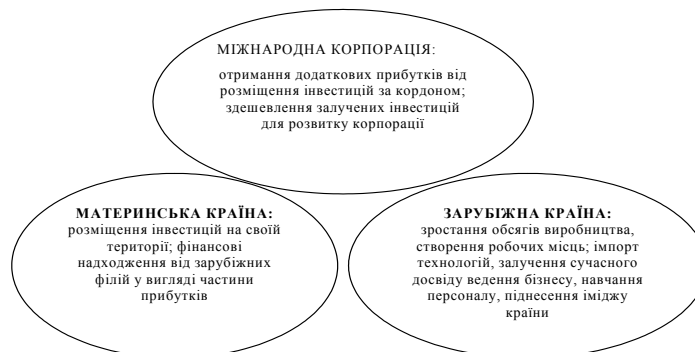 МІЖНАРОДНА КОРПОРАЦІЯ:
отримання додаткових прибутків від
розміщення інвестицій за кордоном;
здешевлення залучених інвестицій
для розвитку корпорації
МАТЕРИНСЬКА КРАЇНА:
розміщення інвестицій на своїй
території; фінансові
надходження від зарубіжних
філій у вигляді частини
прибутків
ЗАРУБІЖНА КРАЇНА:
зростання обсягів виробництва,
створення робочих місць; імпорт
технологій, залучення сучасного
досвіду ведення бізнесу, навчання
персоналу, піднесення іміджу
країни